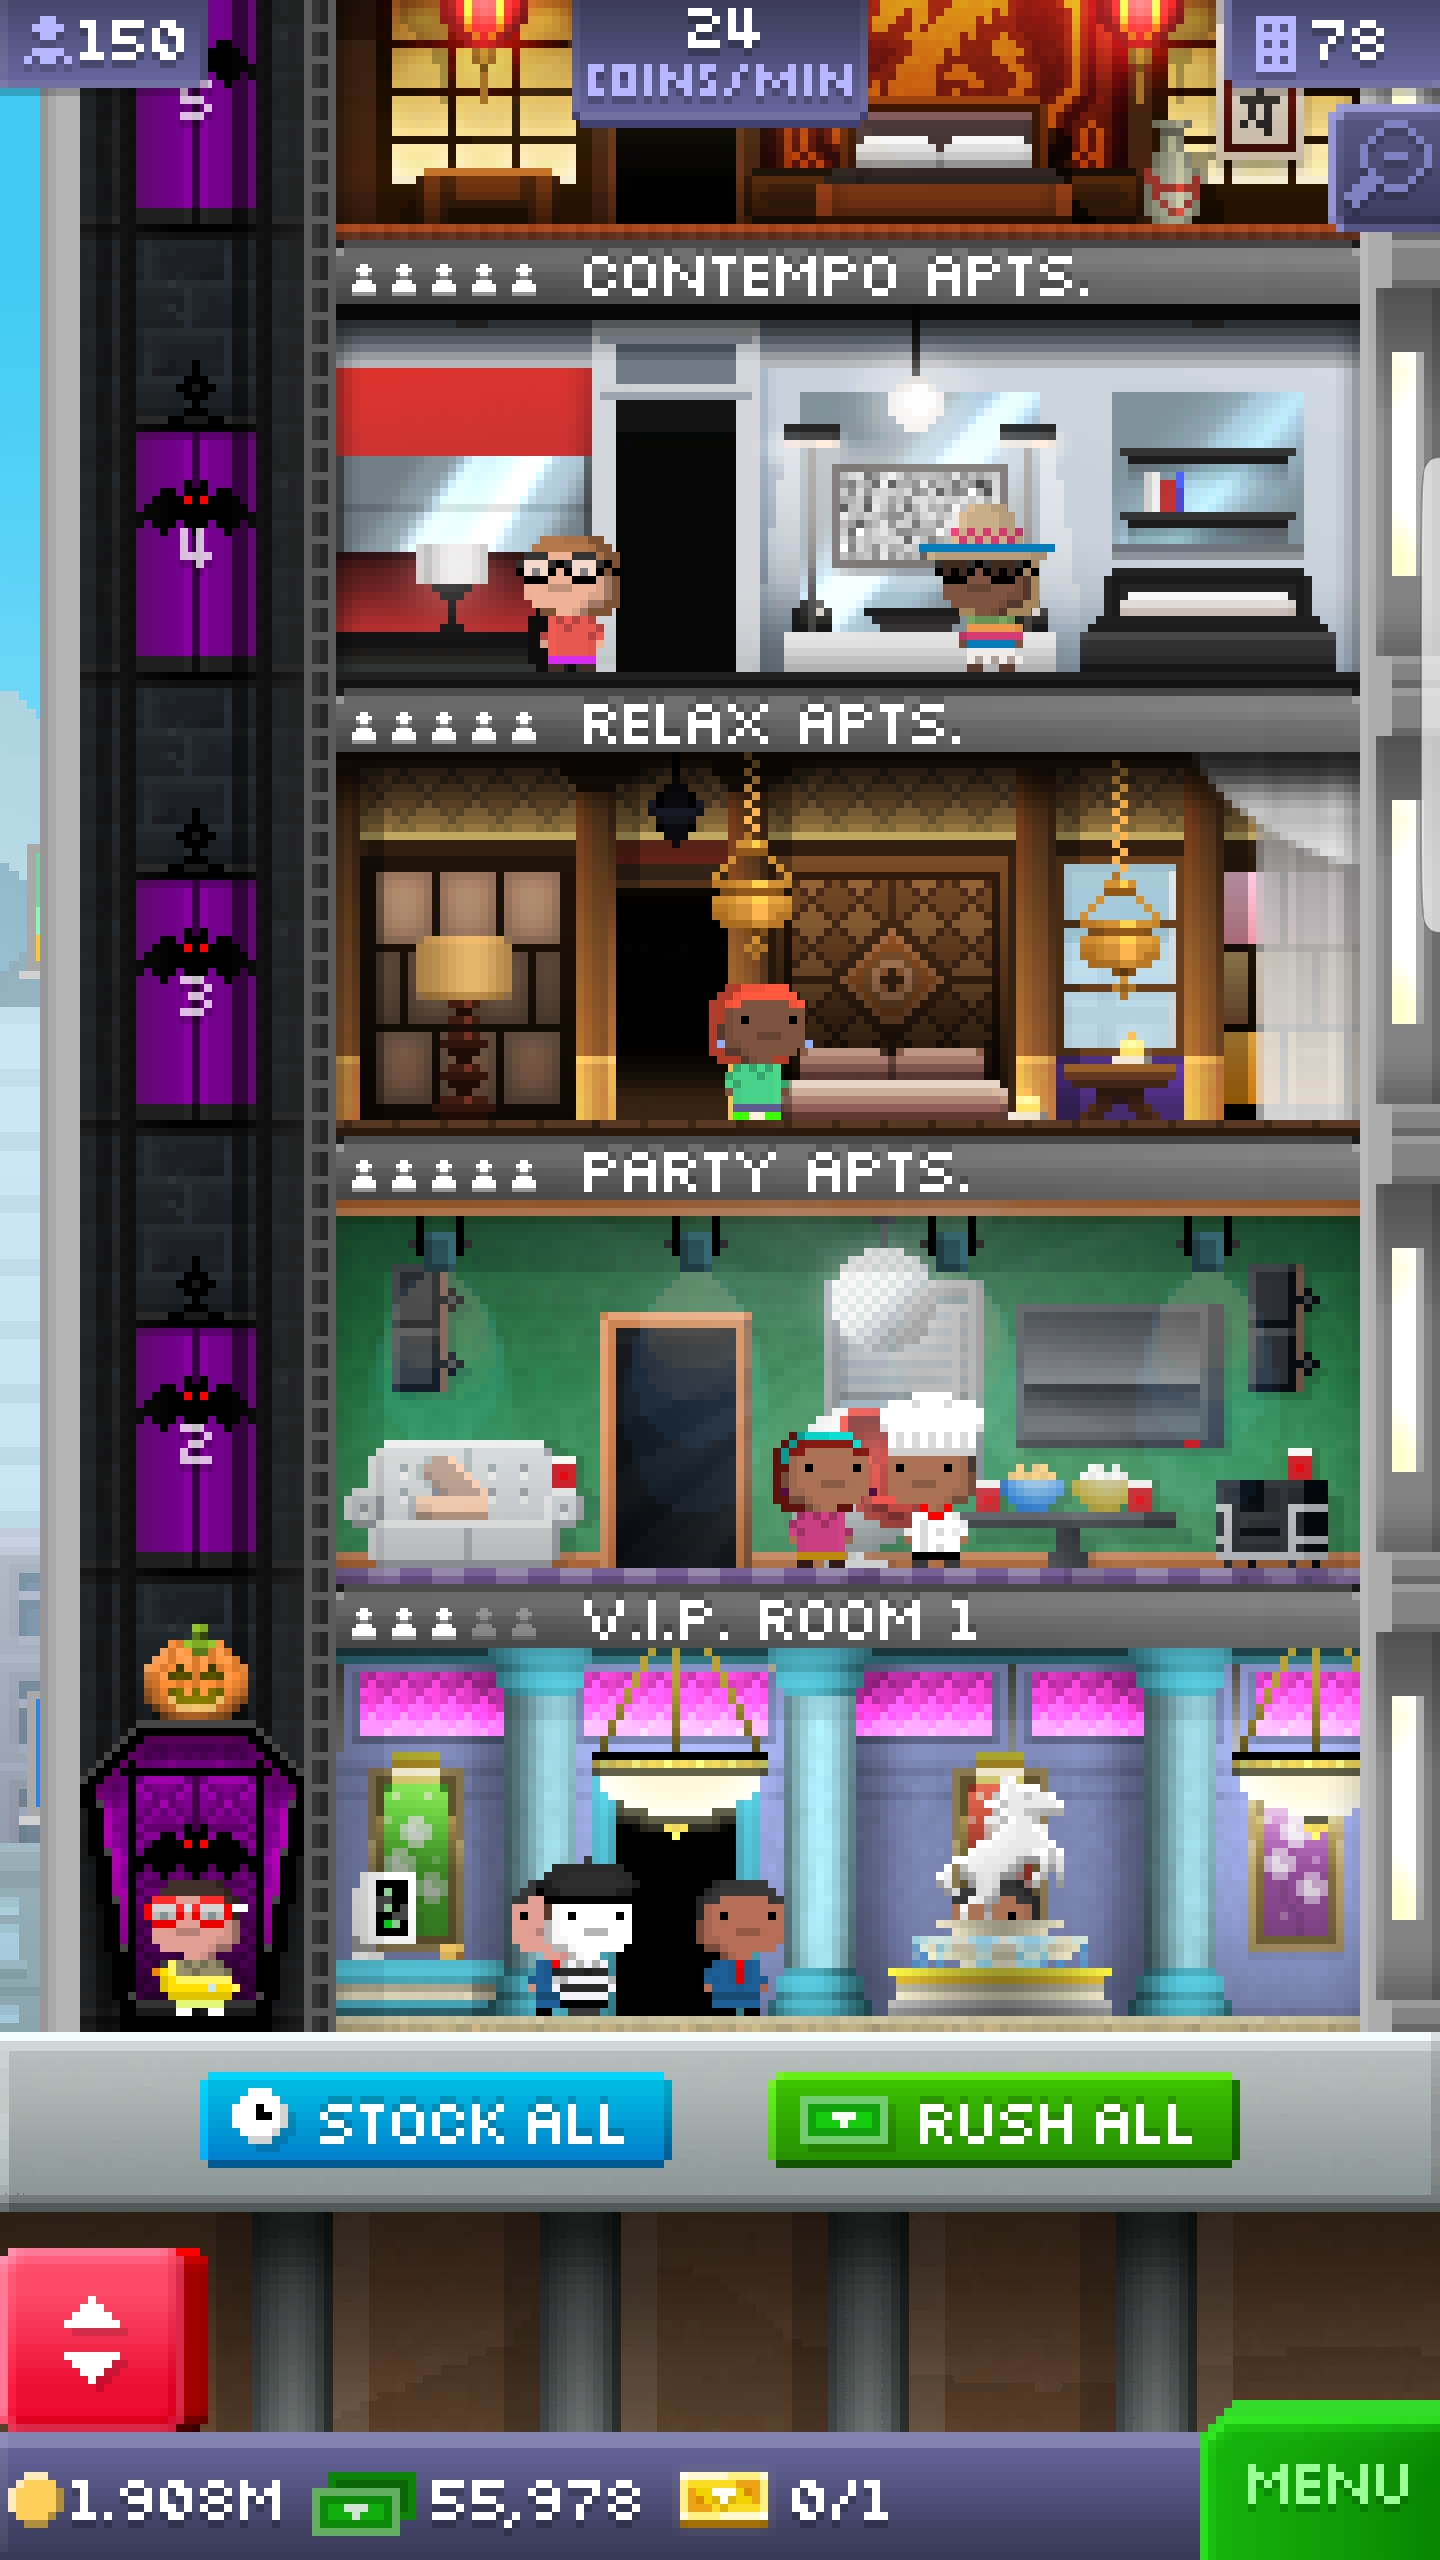 150
24
COINS/MIN
78
5
CONTEMPO APTS.
4
RELAX APTS.
3
PARTY APTS.
2
V.I.P. ROOM 1
STOCK ALL
RUSH ALL
1.908M
55,978
0/1
MENU